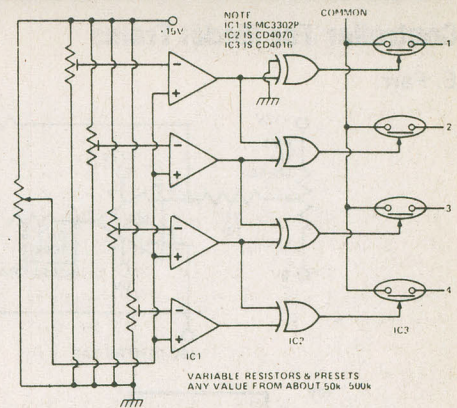 NOTE
IC1 IS MC3302P
IC2 IS CD4070
IC3 IS CD4016
COMMON
15V
1
2
3
4
-
+
-
+
-
+
-
+
IC1
IC2
IC3
VARIABLE RESISTORS & PRESETS
ANY VALUE FROM ABOUT 50k 500k